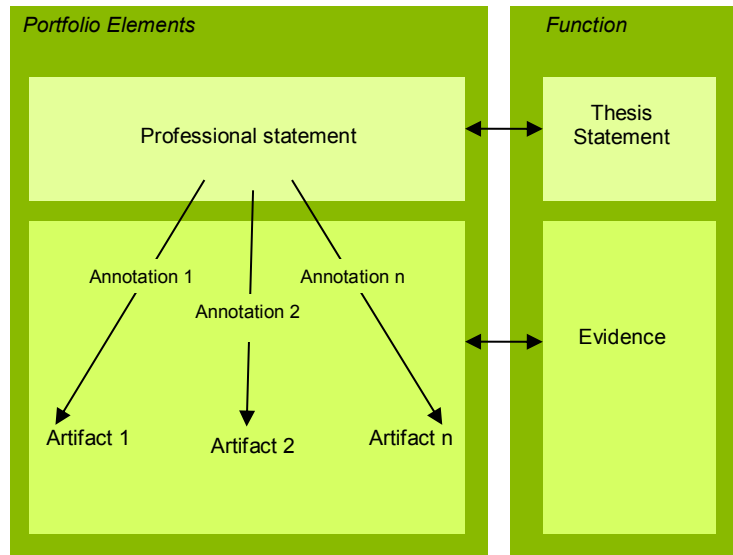 Portfolio Elements
Function
Professional statement
Thesis
Statement
Annotation 1
Annotation n
Annotation 2
Evidence
Artifact 1
Artifact 2
Artifact n